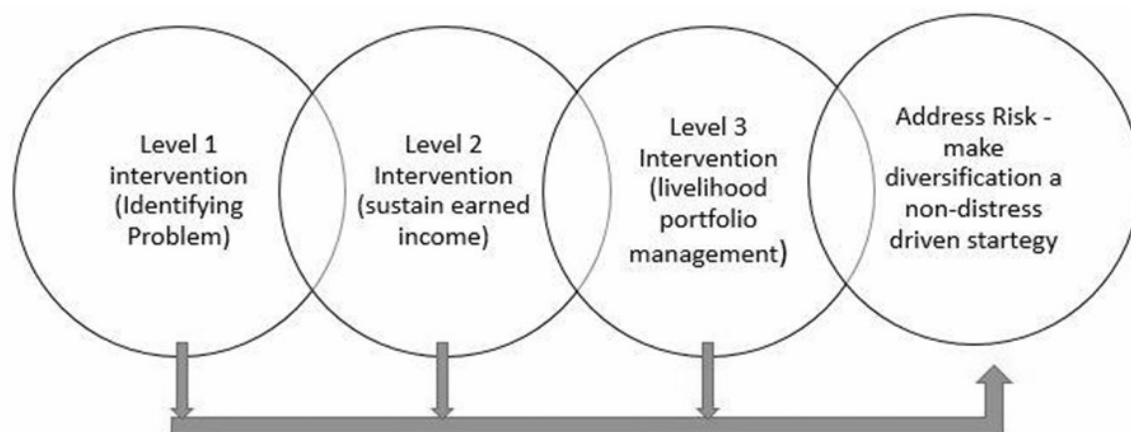 Level 1
intervention
(Identifying
Problem)
Level 2
Intervention
(sustain earned
income)
Level 3
Intervention
(livelihood
portfolio
management)
Address Risk -
make
diversification a
non-distress
driven startegy